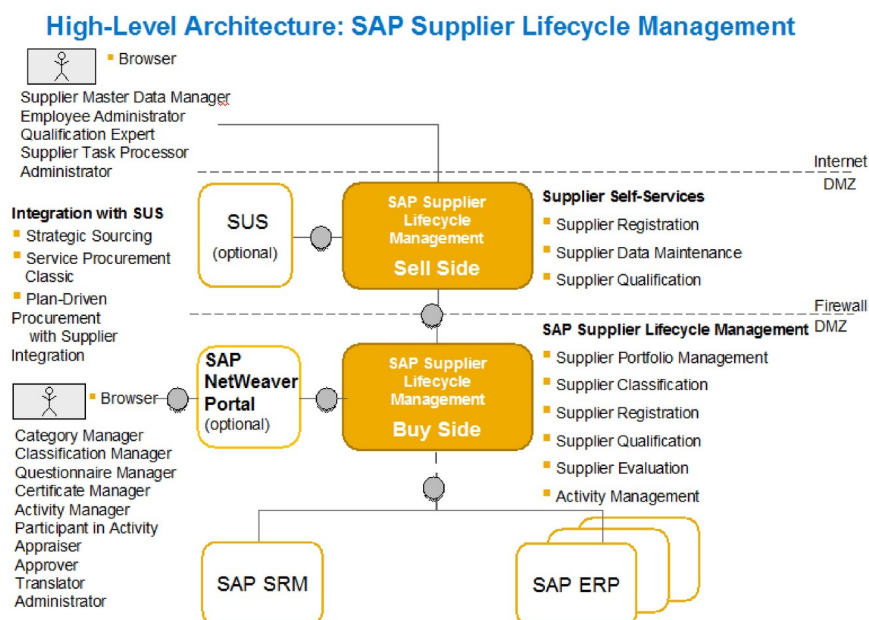 High-Level Architecture: SAP Supplier Lifecycle Management
Browser
Supplier Master Data Manager
Employee Administrator
Qualification Expert
Supplier Task Processor
Administrator
Internet
DMZ
Integration with SUS
Strategic Sourcing
Service Procurement
Classic
Plan-Driven
Procurement
with Supplier
Integration
SUS
(optional)
SAP Supplier
Lifecycle
Management
Sell Side
Supplier Self-Services
Supplier Registration
Supplier Data Maintenance
Supplier Qualification
Firewall
DMZ
SAP Supplier Lifecycle Management
Supplier Portfolio Management
Supplier Classification
Supplier Registration
Supplier Qualification
Supplier Evaluation
Activity Management
SAP
NetWeaver
Portal
(optional)
SAP Supplier
Lifecycle
Management
Buy Side
Browser
Category Manager
Classification Manager
Questionnaire Manager
Certificate Manager
Activity Manager
Participant in Activity
Appraiser
Approver
Translator
Administrator
SAP SRM
SAP ERP